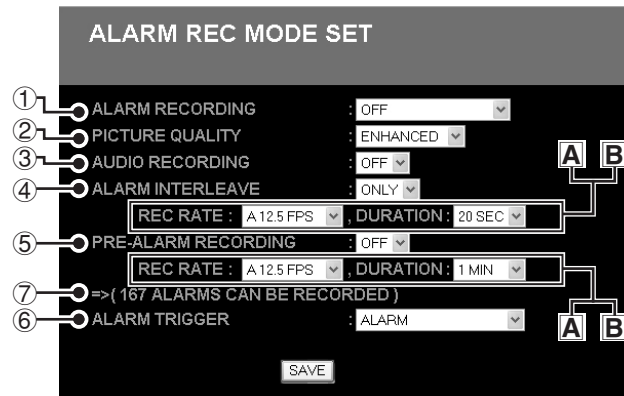 ALARM REC MODE SET
① ALARM RECORDING : OFF
② PICTURE QUALITY : ENHANCED
③ AUDIO RECORDING : OFF
A B
④ ALARM INTERLEAVE : ONLY
REC RATE : A 12.5 FPS , DURATION : 20 SEC
⑤ PRE-ALARM RECORDING : OFF
REC RATE : A 12.5 FPS , DURATION : 1 MIN
⑦ =>( 167 ALARMS CAN BE RECORDED )
⑥ ALARM TRIGGER : ALARM
A B
SAVE